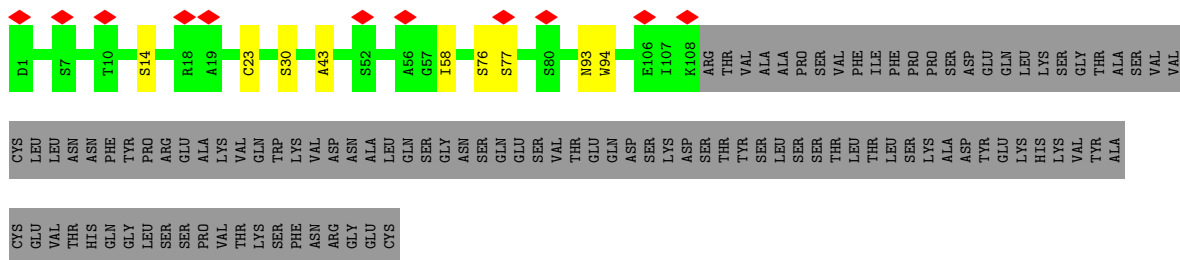 D1 S7 T10 S14 R18 A19 C23 S30 A43 S52 A56 G57 I58 S76 S77 S80 N93 W94 E106 I107 K108 ARG THR VAL ALA ALA PRO SER VAL PHE ILE PHE PRO PRO SER ASP GLU GLN LEU LYS SER GLY THR ALA SER VAL VAL
CYS LEU LEU ASN ASN PHE TYR PRO ARG GLU ALA LYS VAL GLN TRP LYS VAL ASP ASN ALA LEU GLN SER GLY ASN SER GLN GLU SER VAL THR GLU GLN ASP SER LYS ASP SER THR TYR SER LEU SER SER THR LEU THR LEU SER LYS ALA ASP TYR GLU LYS HIS LYS VAL TYR ALA
CYS GLU VAL THR HIS GLN GLY LEU SER SER PRO VAL THR LYS SER PHE ASN ARG GLY GLU CYS